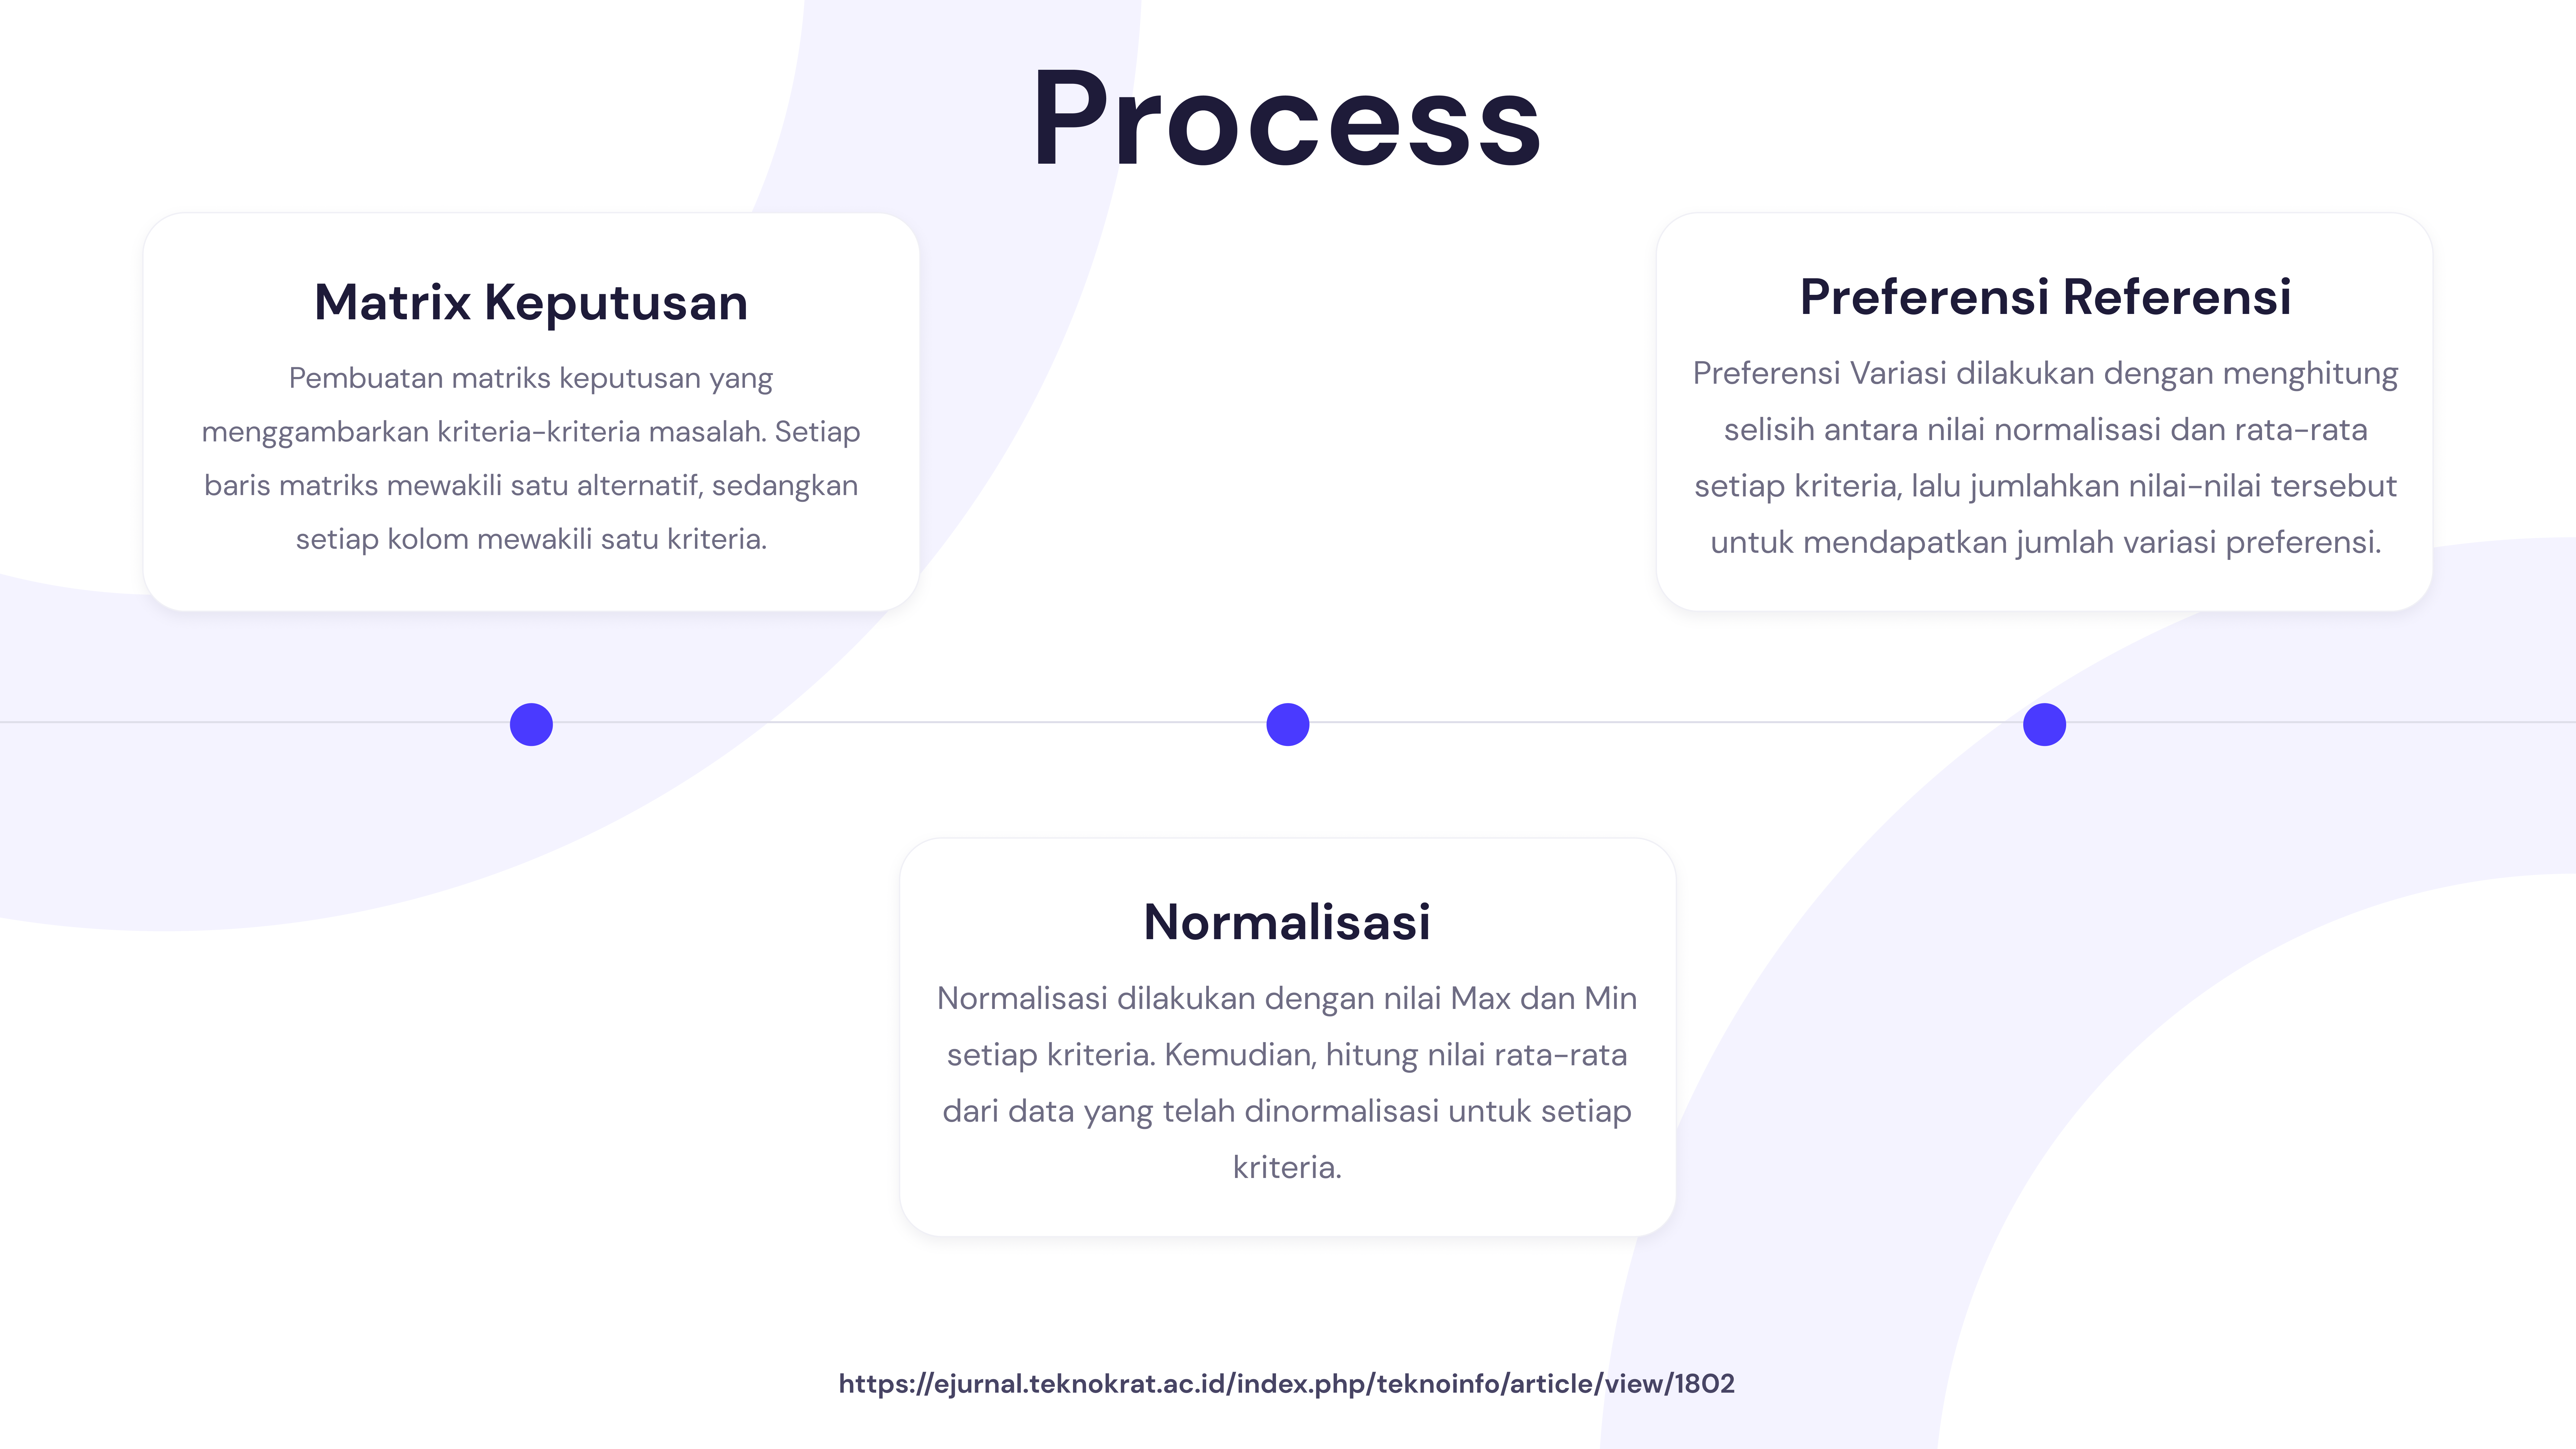 Process
Matrix Keputusan
Pembuatan matriks keputusan yang
menggambarkan kriteria-kriteria masalah. Setiap
baris matriks mewakili satu alternatif, sedangkan
setiap kolom mewakili satu kriteria.
Preferensi Referensi
Preferensi Variasi dilakukan dengan menghitung
selisih antara nilai normalisasi dan rata-rata
setiap kriteria, lalu jumlahkan nilai-nilai tersebut
untuk mendapatkan jumlah variasi preferensi.
Normalisasi
Normalisasi dilakukan dengan nilai Max dan Min
setiap kriteria. Kemudian, hitung nilai rata-rata
dari data yang telah dinormalisasi untuk setiap
kriteria.
https://ejurnal.teknokrat.ac.id/index.php/teknoinfo/article/view/1802